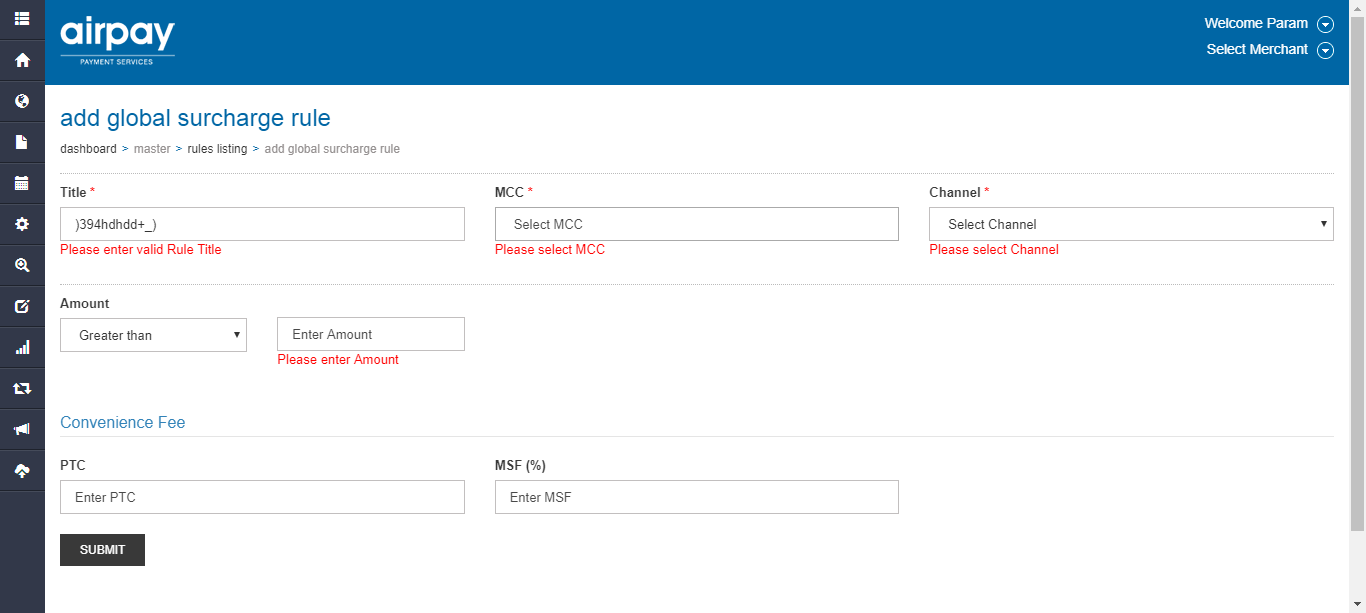 airpay
PAYMENT SERVICES
Welcome Param
Select Merchant
add global surcharge rule
dashboard > master > rules listing > add global surcharge rule
Title * MCC * Channel *
)394hdhdd+_) Select MCC Select Channel
Please enter valid Rule Title Please select MCC Please select Channel
Amount
Greater than Enter Amount
Please enter Amount
Convenience Fee
PTC MSF (%)
Enter PTC Enter MSF
SUBMIT